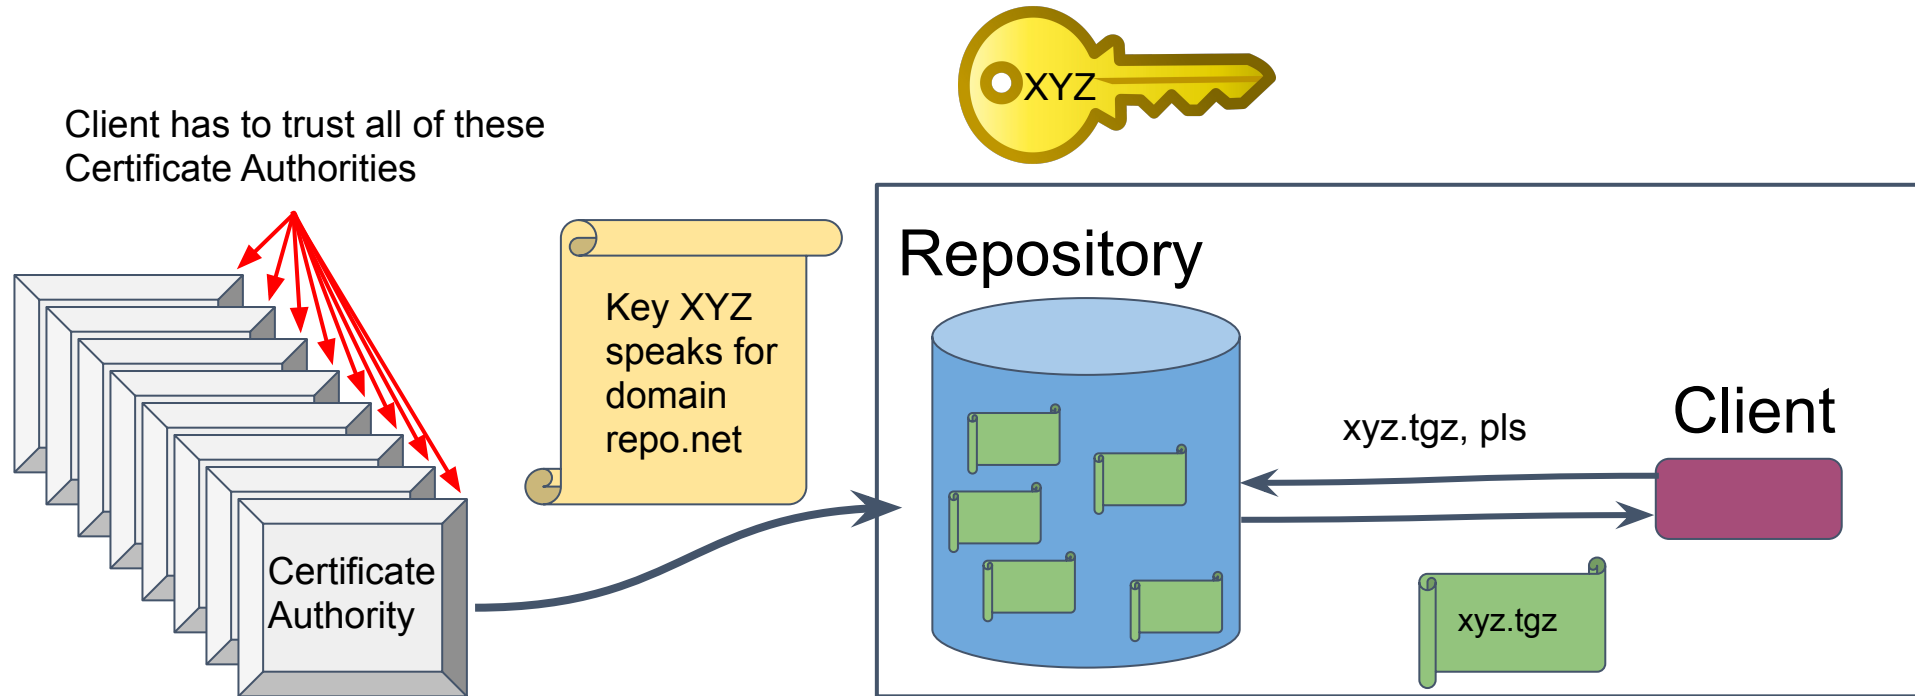 XYZ
Client has to trust all of these
Certificate Authorities
Key XYZ
speaks for
domain
repo.net
Repository
xyz.tgz, pls
Client
Certificate
Authority
xyz.tgz